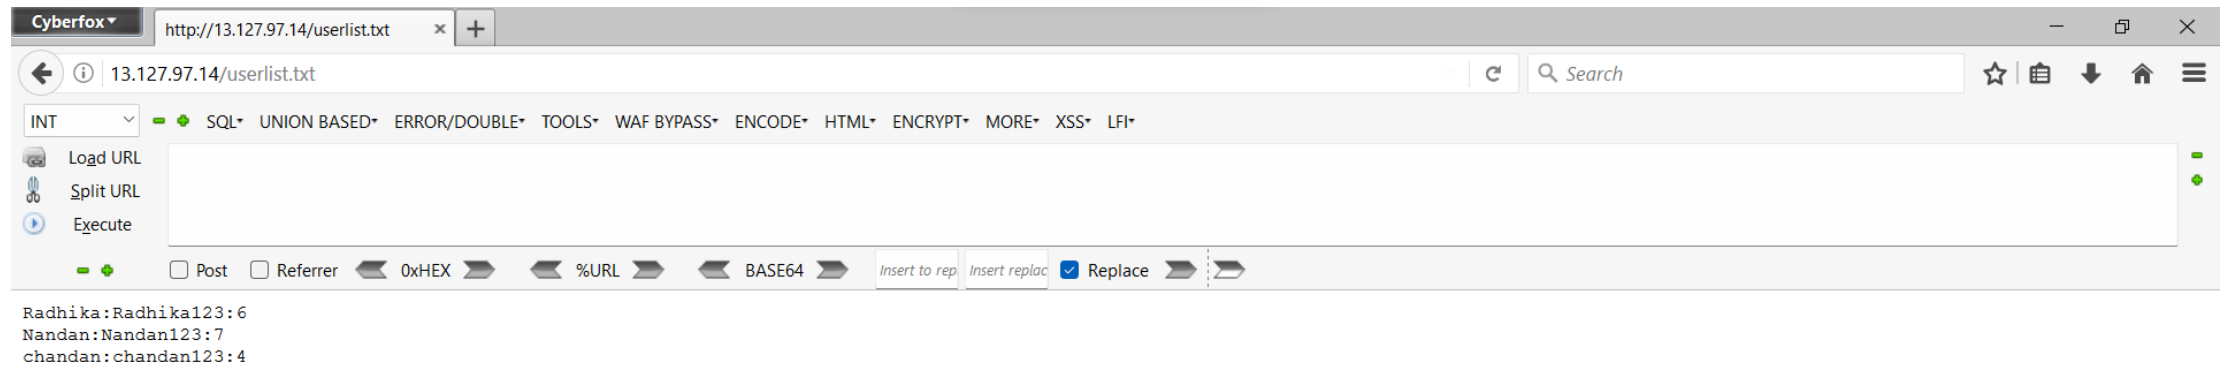 Cyberfox
http://13.127.97.14/userlist.txt
13.127.97.14/userlist.txt
Search
INT SQL UNION BASED ERROR/DOUBLE TOOLS WAF BYPASS ENCODE HTML ENCRYPT MORE XSS LFI
Load URL
Split URL
Execute
Post Referrer 0xHEX %URL BASE64 Insert to rep Insert replac Replace
Radhika:Radhika123:6
Nandan:Nandan123:7
chandan:chandan123:4